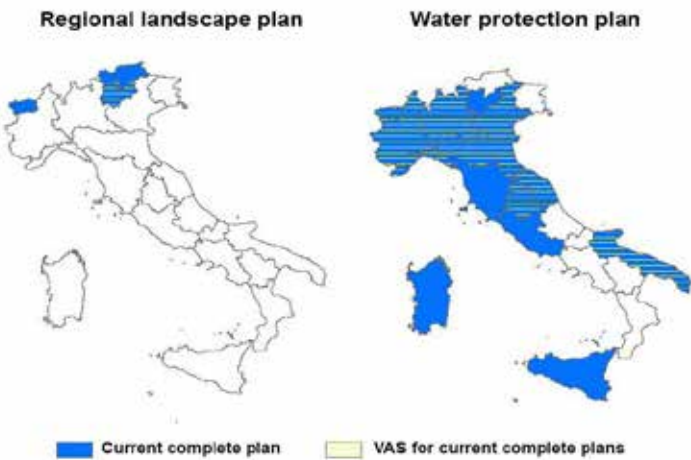 Regional landscape plan
Water protection plan
Current complete plan
VAS for current complete plans